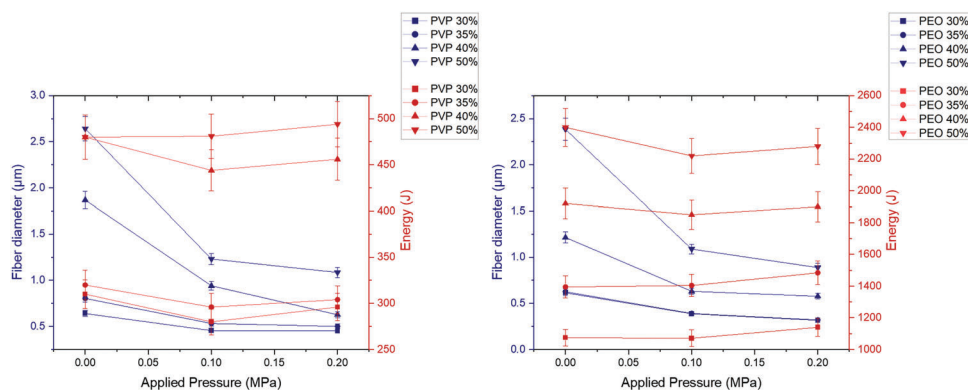 PVP 30%
PVP 35%
PVP 40%
PVP 50%
PVP 30%
PVP 35%
PVP 40%
PVP 50%
3.0
2.5
2.0
1.5
1.0
0.5
Fiber diameter (µm)
500
450
400
350
300
250
Energy (J)
0.00 0.05 0.10 0.15 0.20
Applied Pressure (MPa)
PEO 30%
PEO 35%
PEO 40%
PEO 50%
PEO 30%
PEO 35%
PEO 40%
PEO 50%
2.5
2.0
1.5
1.0
0.5
0.0
Fiber diameter (µm)
2600
2400
2200
2000
1800
1600
1400
1200
1000
Energy (J)
0.00 0.05 0.10 0.15 0.20
Applied Pressure (MPa)